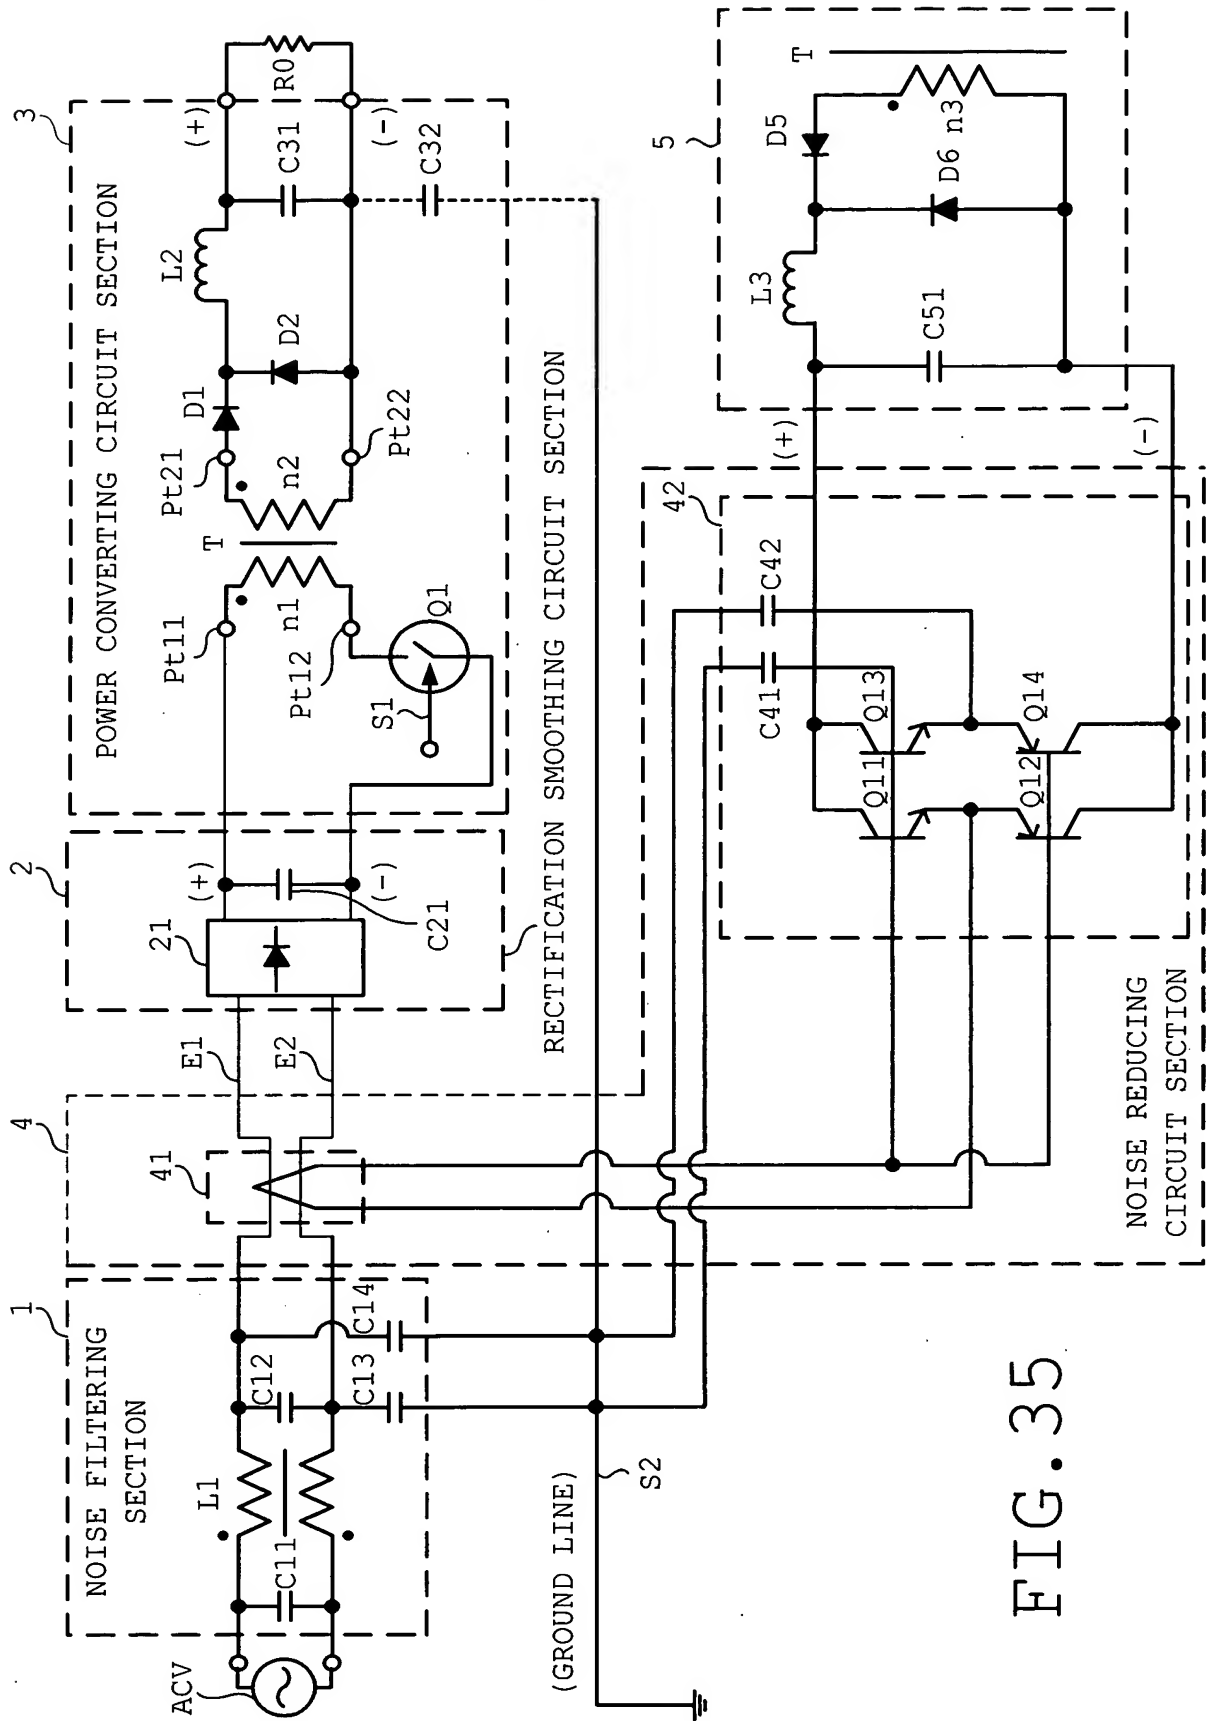 1
NOISE FILTERING
SECTION
ACV
C11
L1
C12
C13
C14
4
41
E1
E2
2
21
(+)
(-)
C21
RECTIFICATION SMOOTHING CIRCUIT SECTION
3
POWER CONVERTING CIRCUIT SECTION
Pt11
Pt12
n1
T
n2
S1
Q1
Pt21
Pt22
D1
D2
L2
C31
C32
(+)
(-)
R0
(GROUND LINE)
S2
NOISE REDUCING
CIRCUIT SECTION
42
C41
C42
Q11
Q13
Q12
Q14
(+)
(-)
5
L3
C51
D5
D6
n3
T
FIG.35